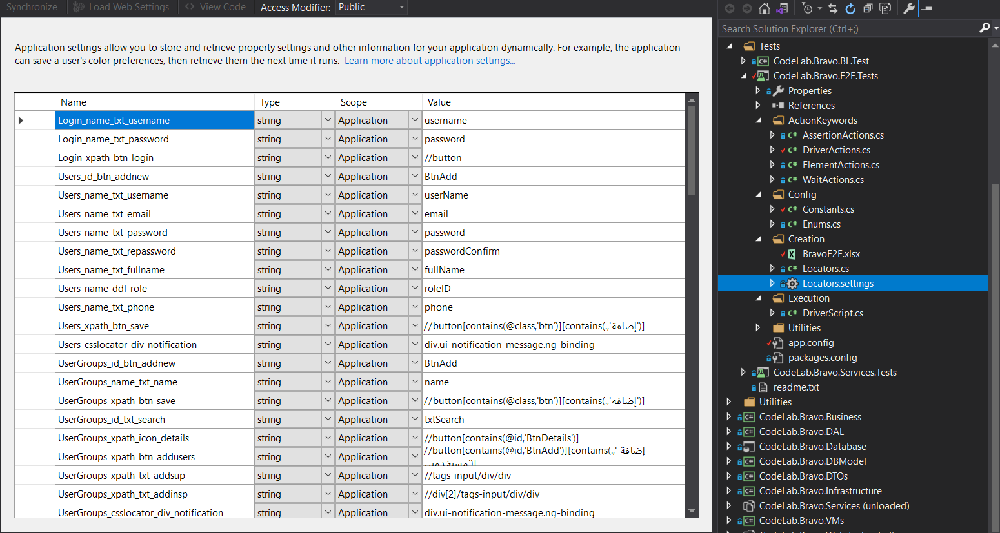 Synchronize Load Web Settings <> View Code Access Modifier: Public
Application settings allow you to store and retrieve property settings and other information for your application dynamically. For example, the application
can save a user's color preferences, then retrieve them the next time it runs. Learn more about application settings...
Name Type Scope Value
Login_name_txt_username string Application username
Login_name_txt_password string Application password
Login_xpath_btn_login string Application //button
Users_id_btn_addnew string Application BtnAdd
Users_name_txt_username string Application userName
Users_name_txt_email string Application email
Users_name_txt_password string Application password
Users_name_txt_repassword string Application passwordConfirm
Users_name_txt_fullname string Application fullName
Users_name_ddl_role string Application roleID
Users_name_txt_phone string Application phone
Users_xpath_btn_save string Application //button[contains(@class,'btn')][contains(.,'إضافة')]
Users_csslocator_div_notification string Application div.ui-notification-message.ng-binding
UserGroups_id_btn_addnew string Application BtnAdd
UserGroups_name_txt_name string Application name
UserGroups_xpath_btn_save string Application //button[contains(@class,'btn')][contains(.,'إضافه')]
UserGroups_id_txt_search string Application txtSearch
UserGroups_xpath_icon_details string Application //button[contains(@id,'BtnDetails')]
UserGroups_xpath_btn_addusers string Application //button[contains(@id,'BtnAdd')][contains(.,'إضافة
')]
UserGroups_xpath_txt_addsup string Application //tags-input/div/div
UserGroups_xpath_txt_addinsp string Application //div[2]/tags-input/div/div
UserGroups_csslocator_div_notification string Application div.ui-notification-message.ng-binding
Search Solution Explorer (Ctrl+;)
Tests
C# CodeLab.Bravo.BL.Test
CodeLab.Bravo.E2E.Tests
Properties
References
ActionKeywords
C# AssertionActions.cs
C# DriverActions.cs
C# ElementActions.cs
C# WaitActions.cs
Config
C# Constants.cs
C# Enums.cs
Creation
BravoE2E.xlsx
C# Locators.cs
Locators.settings
Execution
C# DriverScript.cs
Utilities
app.config
packages.config
CodeLab.Bravo.Services.Tests
readme.txt
Utilities
C# CodeLab.Bravo.Business
C# CodeLab.Bravo.DAL
CodeLab.Bravo.Database
C# CodeLab.Bravo.DBModel
C# CodeLab.Bravo.DTOs
C# CodeLab.Bravo.Infrastructure
CodeLab.Bravo.Services (unloaded)
C# CodeLab.Bravo.VMs